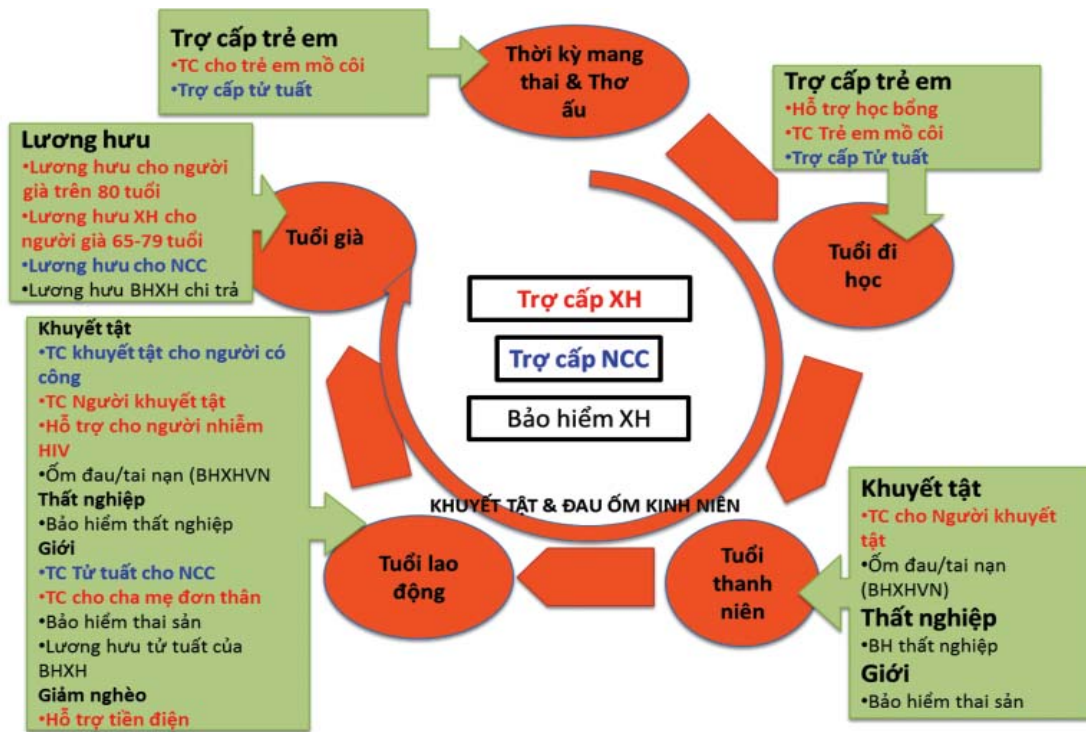 Trợ cấp trẻ em
•TC cho trẻ em mồ côi
•Trợ cấp tử tuất
Thời kỳ mang
thai & Thơ
ấu
Trợ cấp trẻ em
•Hỗ trợ học bổng
•TC Trẻ em mồ côi
•Trợ cấp Tử tuất
Tuổi đi
học
Lương hưu
•Lương hưu cho người
già trên 80 tuổi
•Lương hưu XH cho
người già 65-79 tuổi
•Lương hưu cho NCC
•Lương hưu BHXH chi trả
Tuổi già
Trợ cấp XH
Trợ cấp NCC
Bảo hiểm XH
KHUYẾT TẬT & ĐAU ỐM KINH NIÊN
Khuyết tật
•TC khuyết tật cho người có
công
•TC Người khuyết tật
•Hỗ trợ cho người nhiễm
HIV
•Ốm đau/tai nạn (BHXHVN
Thất nghiệp
•Bảo hiểm thất nghiệp
Giới
•TC Tử tuất cho NCC
•TC cho cha mẹ đơn thân
•Bảo hiểm thai sản
•Lương hưu tử tuất của
BHXH
Giảm nghèo
•Hỗ trợ tiền điện
Tuổi lao
động
Tuổi
thanh
niên
Khuyết tật
•TC cho Người khuyết
tật
•Ốm đau/tai nạn
(BHXHVN)
Thất nghiệp
•BH thất nghiệp
Giới
•Bảo hiểm thai sản